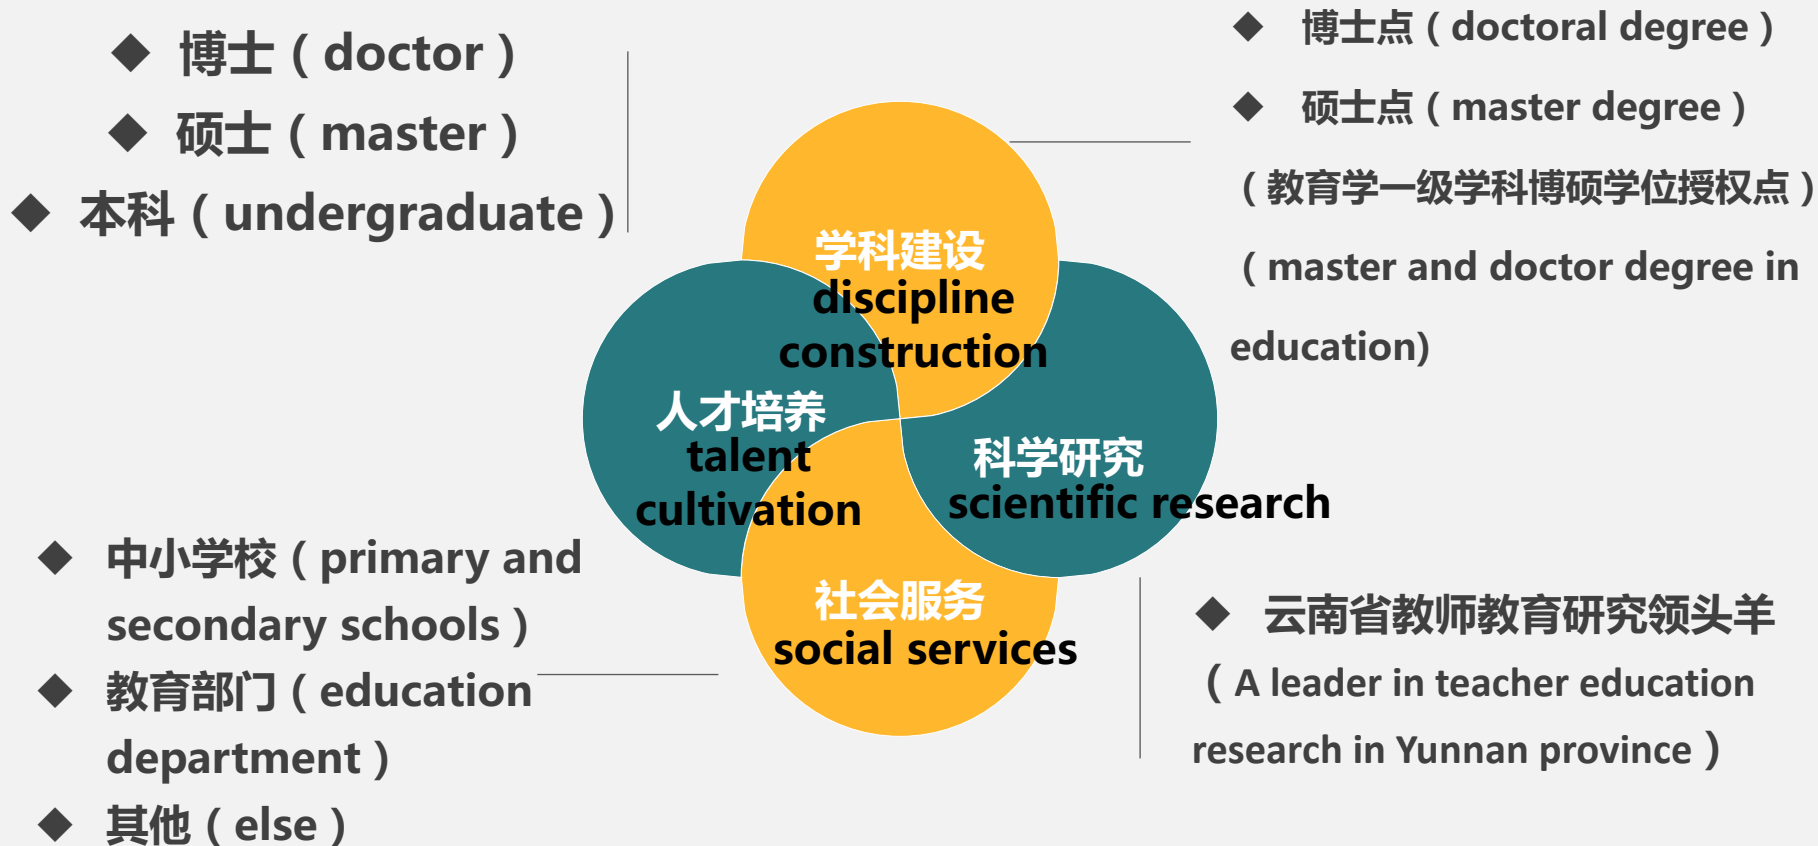 ◆ 博士（doctor）
◆ 硕士（master）
◆ 本科（undergraduate）
◆ 博士点（doctoral degree）
◆ 硕士点（master degree）
（教育学一级学科博硕学位授权点）
（master and doctor degree in
education)
学科建设
discipline
construction
人才培养
talent
cultivation
科学研究
scientific research
社会服务
social services
◆ 中小学校（primary and
secondary schools）
◆ 教育部门（education
department）
◆ 其他（else）
◆ 云南省教师教育研究领头羊
（A leader in teacher education
research in Yunnan province）